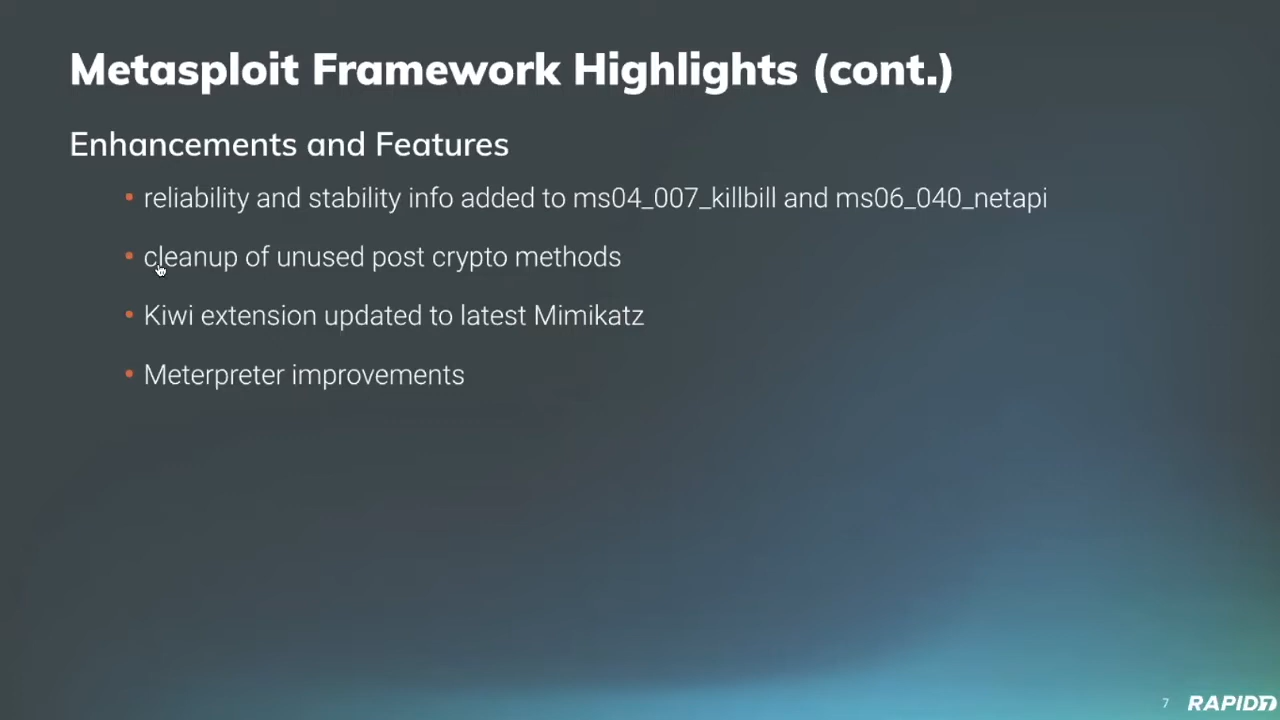 Metasploit Framework Highlights (cont.)
Enhancements and Features
• reliability and stability info added to ms04_007_killbill and ms06_040_netapi
• cleanup of unused post crypto methods
• Kiwi extension updated to latest Mimikatz
• Meterpreter improvements
7 RAPID7